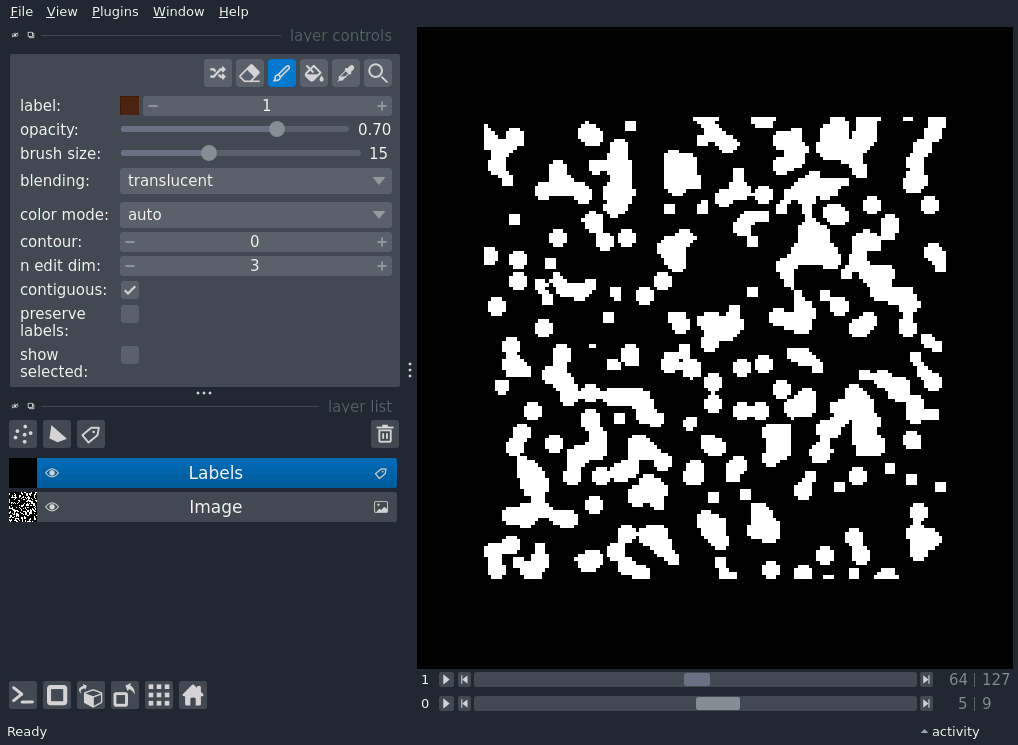 File View Plugins Window Help
layer controls
label: 1
opacity: 0.70
brush size: 15
blending: translucent
color mode: auto
contour: 0
n edit dim: 3
contiguous:
preserve
labels:
show
selected:
layer list
Labels
Image
1 64 | 127
0 5 | 9
Ready activity